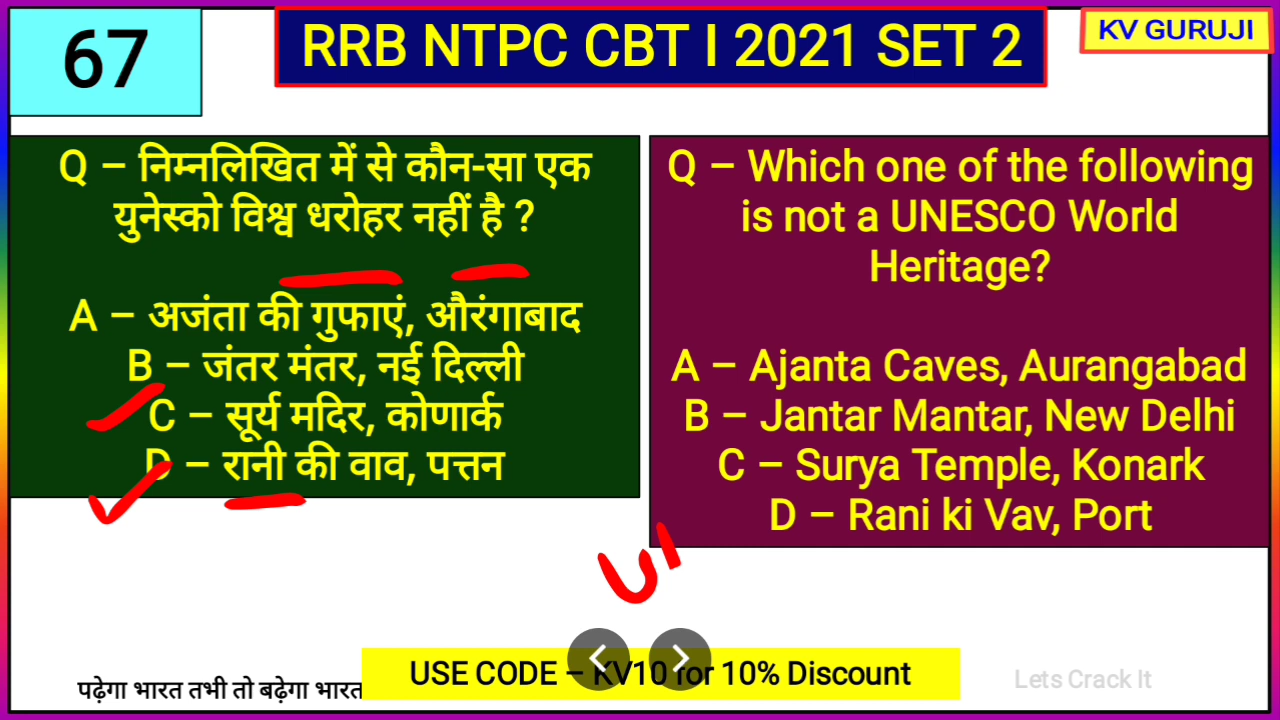 67
RRB NTPC CBT I 2021 SET 2
KV GURUJI
Q – निम्नलिखित में से कौन-सा एक
युनेस्को विश्व धरोहर नहीं है ?
A – अजंता की गुफाएं, औरंगाबाद
B – जंतर मंतर, नई दिल्ली
C – सूर्य मदिर, कोणार्क
D – रानी की वाव, पत्तन
Q – Which one of the following
is not a UNESCO World
Heritage?
A – Ajanta Caves, Aurangabad
B – Jantar Mantar, New Delhi
C – Surya Temple, Konark
D – Rani ki Vav, Port
USE CODE – KV10 for 10% Discount
पढ़ेगा भारत तभी तो बढ़ेगा भारत
Lets Crack It